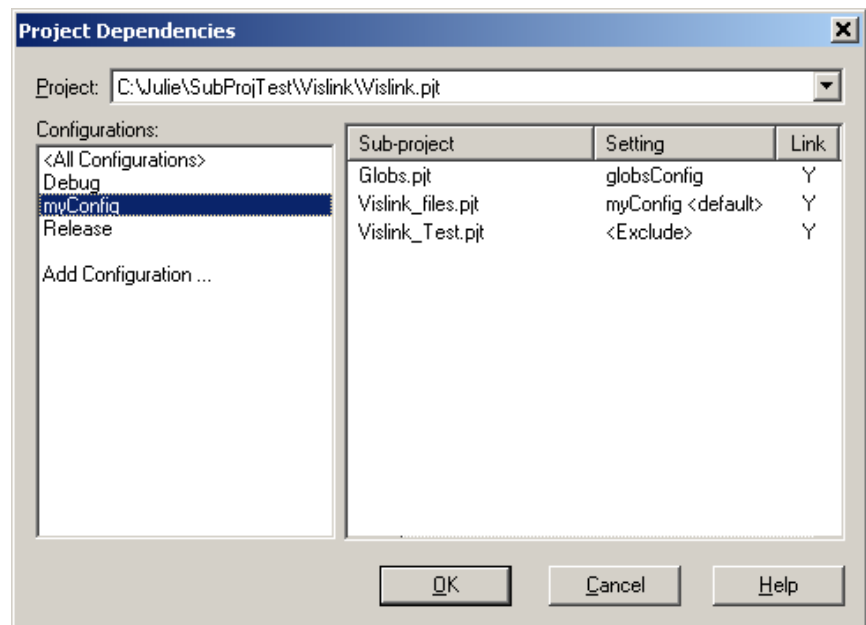 Project Dependencies
Project: C:\Julie\SubProjTest\Vislink\Vislink.pjt
Configurations:
<All Configurations>
Debug
myConfig
Release
Add Configuration ...
Sub-project Setting Link
Globs.pjt globsConfig Y
Vislink_files.pjt myConfig <default> Y
Vislink_Test.pjt <Exclude> Y
OK Cancel Help